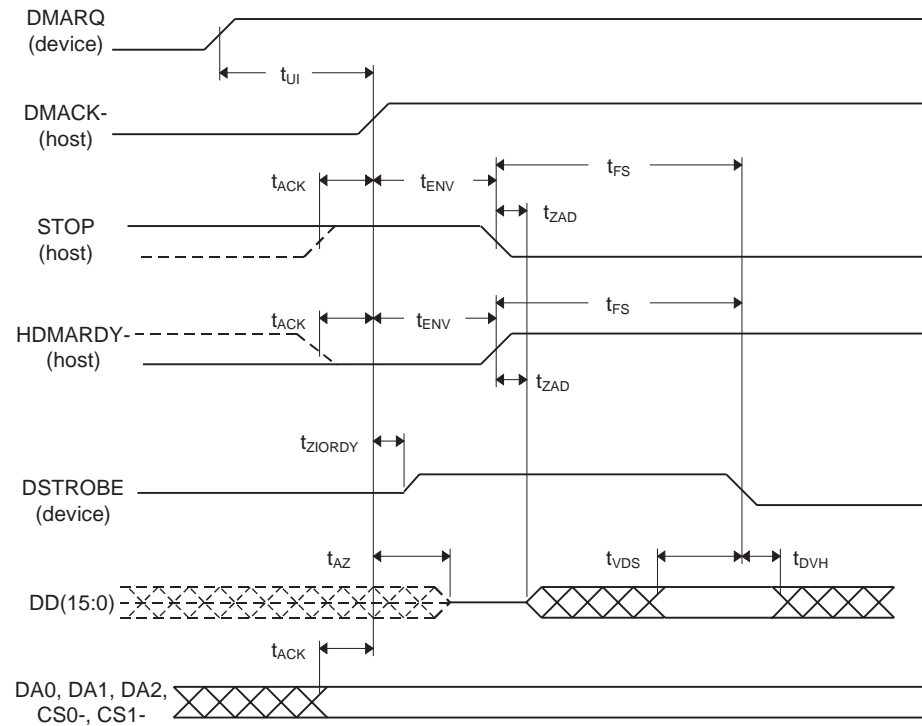 DMARQ
(device)
tUI
DMACK-
(host)
tACK
tENV
tFS
tZAD
STOP
(host)
tACK
tENV
tFS
HDMARDY-
(host)
tZAD
tZIORDY
DSTROBE
(device)
tAZ
tVDS
tDVH
DD(15:0)
tACK
DA0, DA1, DA2,
CS0-, CS1-